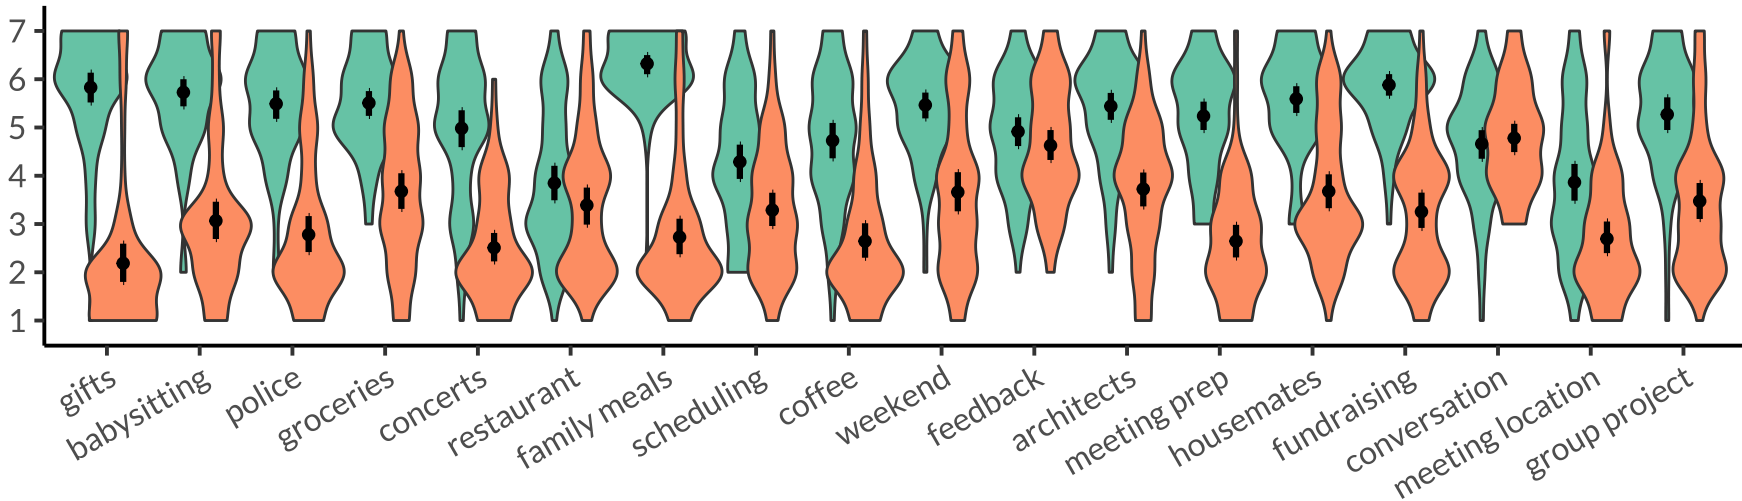 7
6
5
4
3
2
1
gifts
babysitting
police
groceries
concerts
restaurant
family meals
scheduling
coffee
weekend
feedback
architects
meeting prep
housemates
fundraising
conversation
meeting location
group project